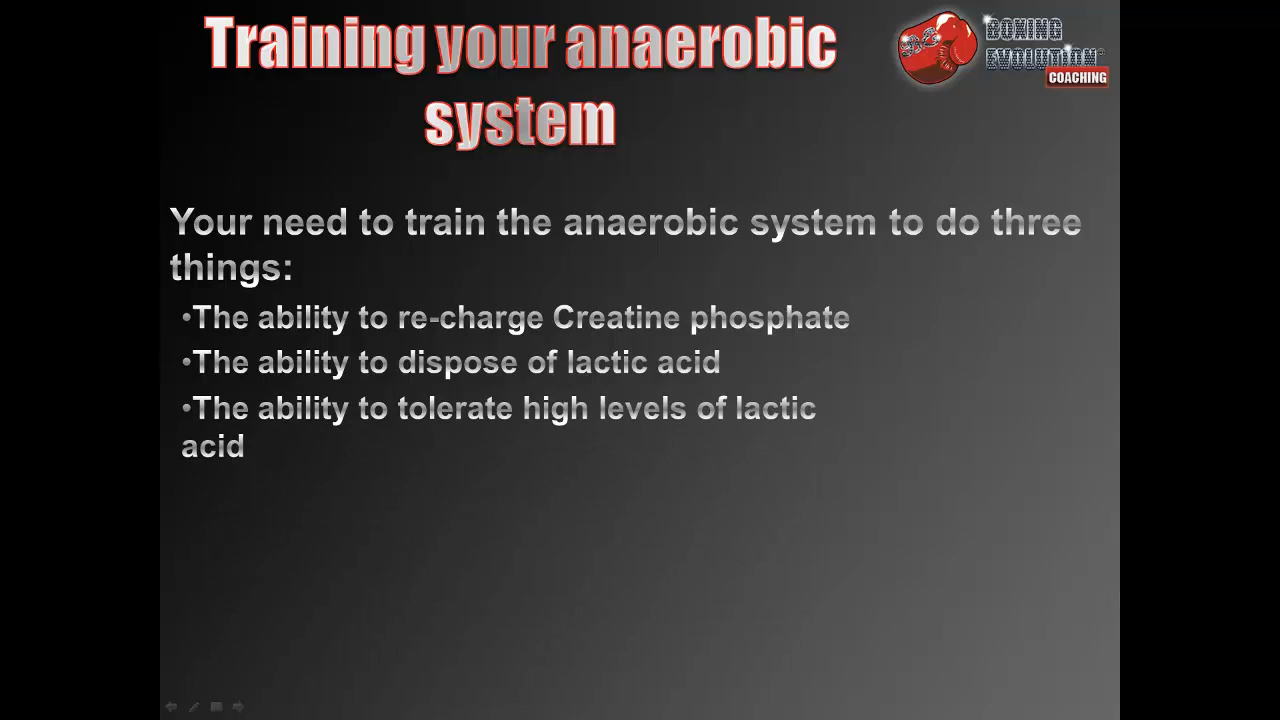 Training your anaerobic
system
BOXING
EVOLUTION
COACHING
Your need to train the anaerobic system to do three
things:
•The ability to re-charge Creatine phosphate
•The ability to dispose of lactic acid
•The ability to tolerate high levels of lactic
acid